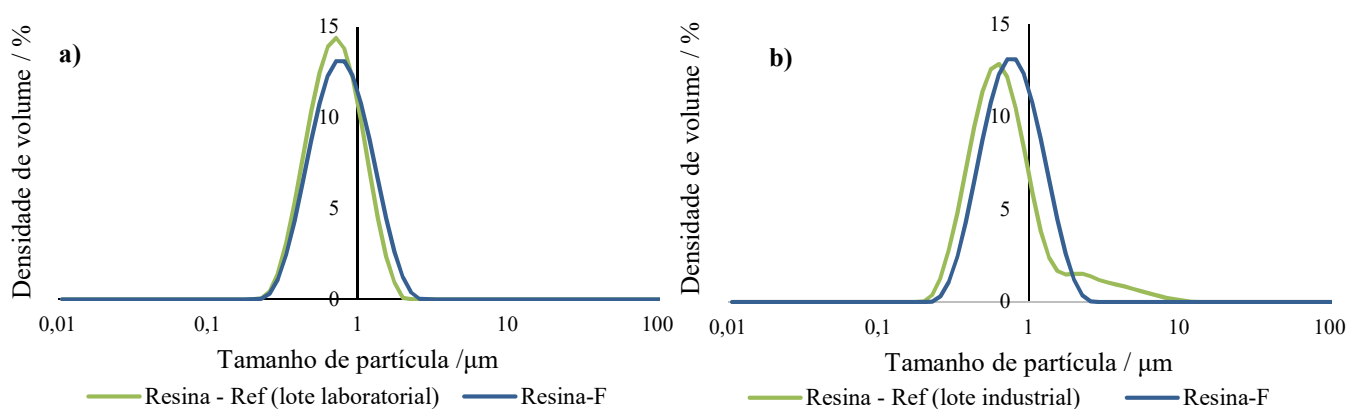 a)
Densidade de volume / %
15
10
5
0
0,01 0,1 1 10 100
Tamanho de partícula /μm
Resina - Ref (lote laboratorial) Resina-F
b)
Densidade de volume / %
15
10
5
0
0,01 0,1 1 10 100
Tamanho de partícula / μm
Resina - Ref (lote industrial) Resina-F